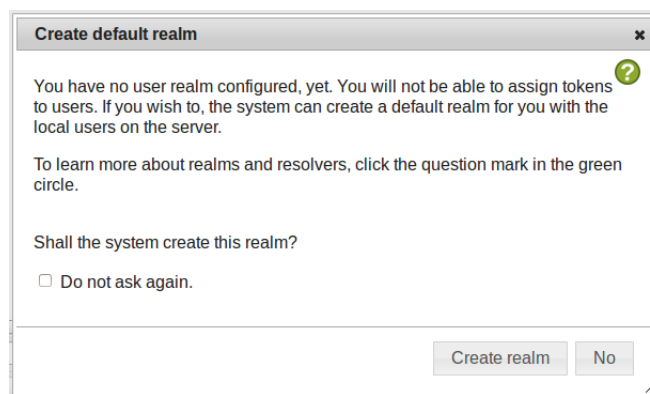 Create default realm
You have no user realm configured, yet. You will not be able to assign tokens
to users. If you wish to, the system can create a default realm for you with the
local users on the server.
To learn more about realms and resolvers, click the question mark in the green
circle.
Shall the system create this realm?
Do not ask again.
Create realm No